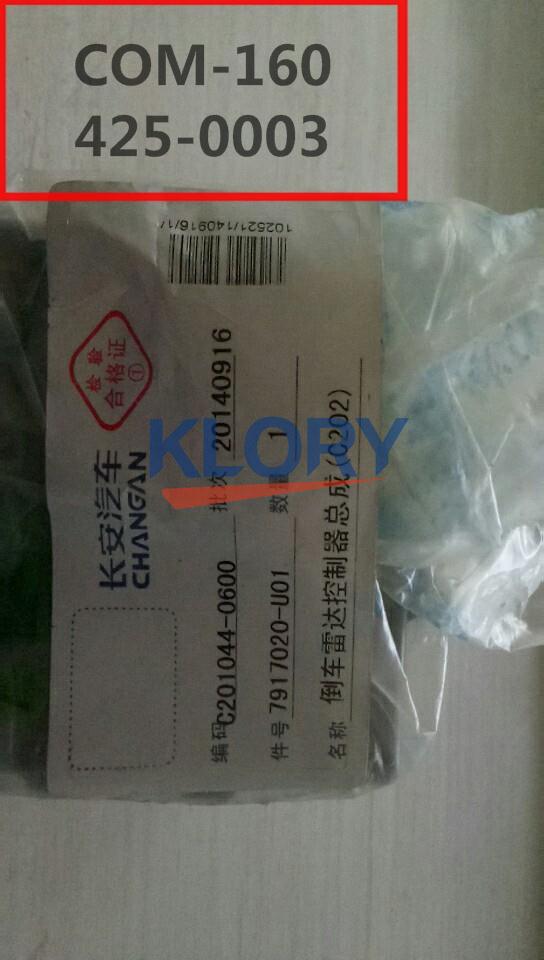 COM-160
425-0003
102521/140916/1/
检验
合格证
①
长安汽车
CHANGAN
KLORY
编码 C201044-0600 批次 20140916
件号 7917020-U01 数量 1
名称 倒车雷达控制器总成(0202)